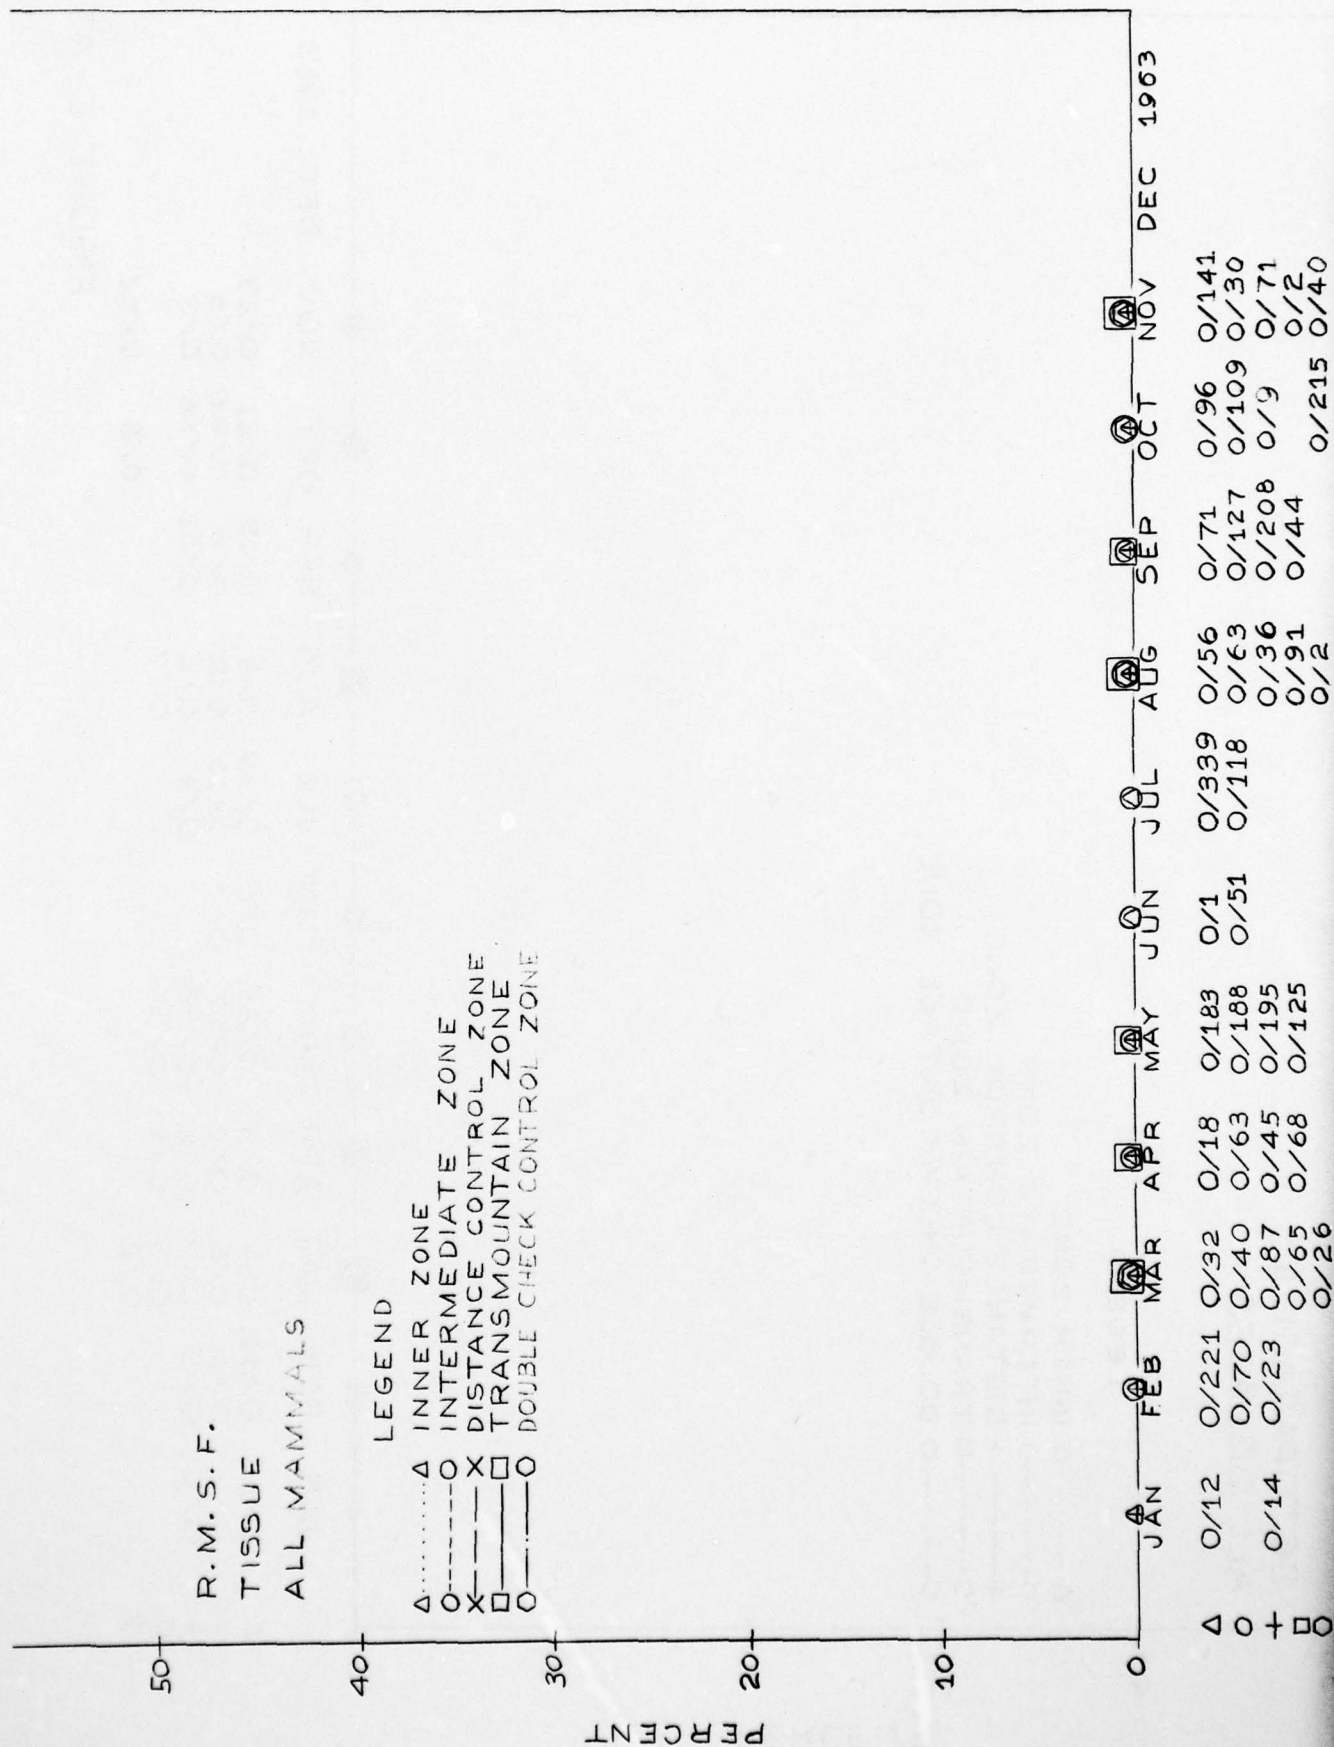 R.M.S.F.
TISSUE
ALL MAMMALS
LEGEND
△········△ INNER ZONE
○--------○ INTERMEDIATE ZONE
X-- -- --X DISTANCE CONTROL ZONE
□————□ TRANSMOUNTAIN ZONE
⬡—··—⬡ DOUBLE CHECK CONTROL ZONE
PERCENT
50
40
30
20
10
0
JAN FEB MAR APR MAY JUN JUL AUG SEP OCT NOV DEC 1963
△ 0/12 0/221 0/32 0/18 0/183 0/1 0/339 0/56 0/71 0/96 0/141
○ 0/70 0/40 0/63 0/188 0/51 0/118 0/63 0/127 0/109 0/30
+ 0/14 0/23 0/87 0/45 0/195 0/36 0/208 0/9 0/71
□ 0/65 0/68 0/125 0/91 0/44 0/2
⬡ 0/26 0/2 0/215 0/40